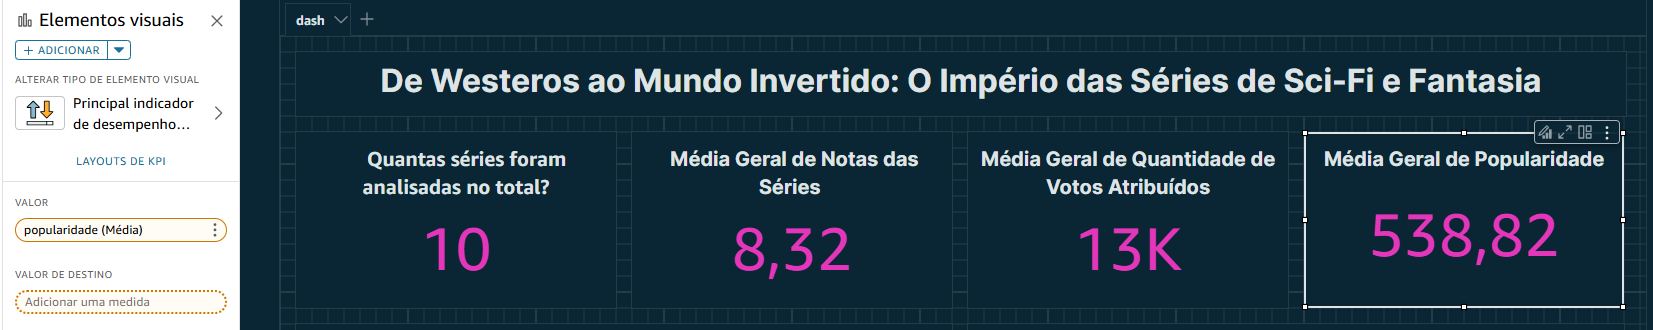 Elementos visuais
+ ADICIONAR
ALTERAR TIPO DE ELEMENTO VISUAL
Principal indicador
de desempenho...
LAYOUTS DE KPI
VALOR
popularidade (Média)
VALOR DE DESTINO
Adicionar uma medida
dash
De Westeros ao Mundo Invertido: O Império das Séries de Sci-Fi e Fantasia
Quantas séries foram
analisadas no total?
10
Média Geral de Notas das
Séries
8,32
Média Geral de Quantidade de
Votos Atribuídos
13K
Média Geral de Popularidade
538,82